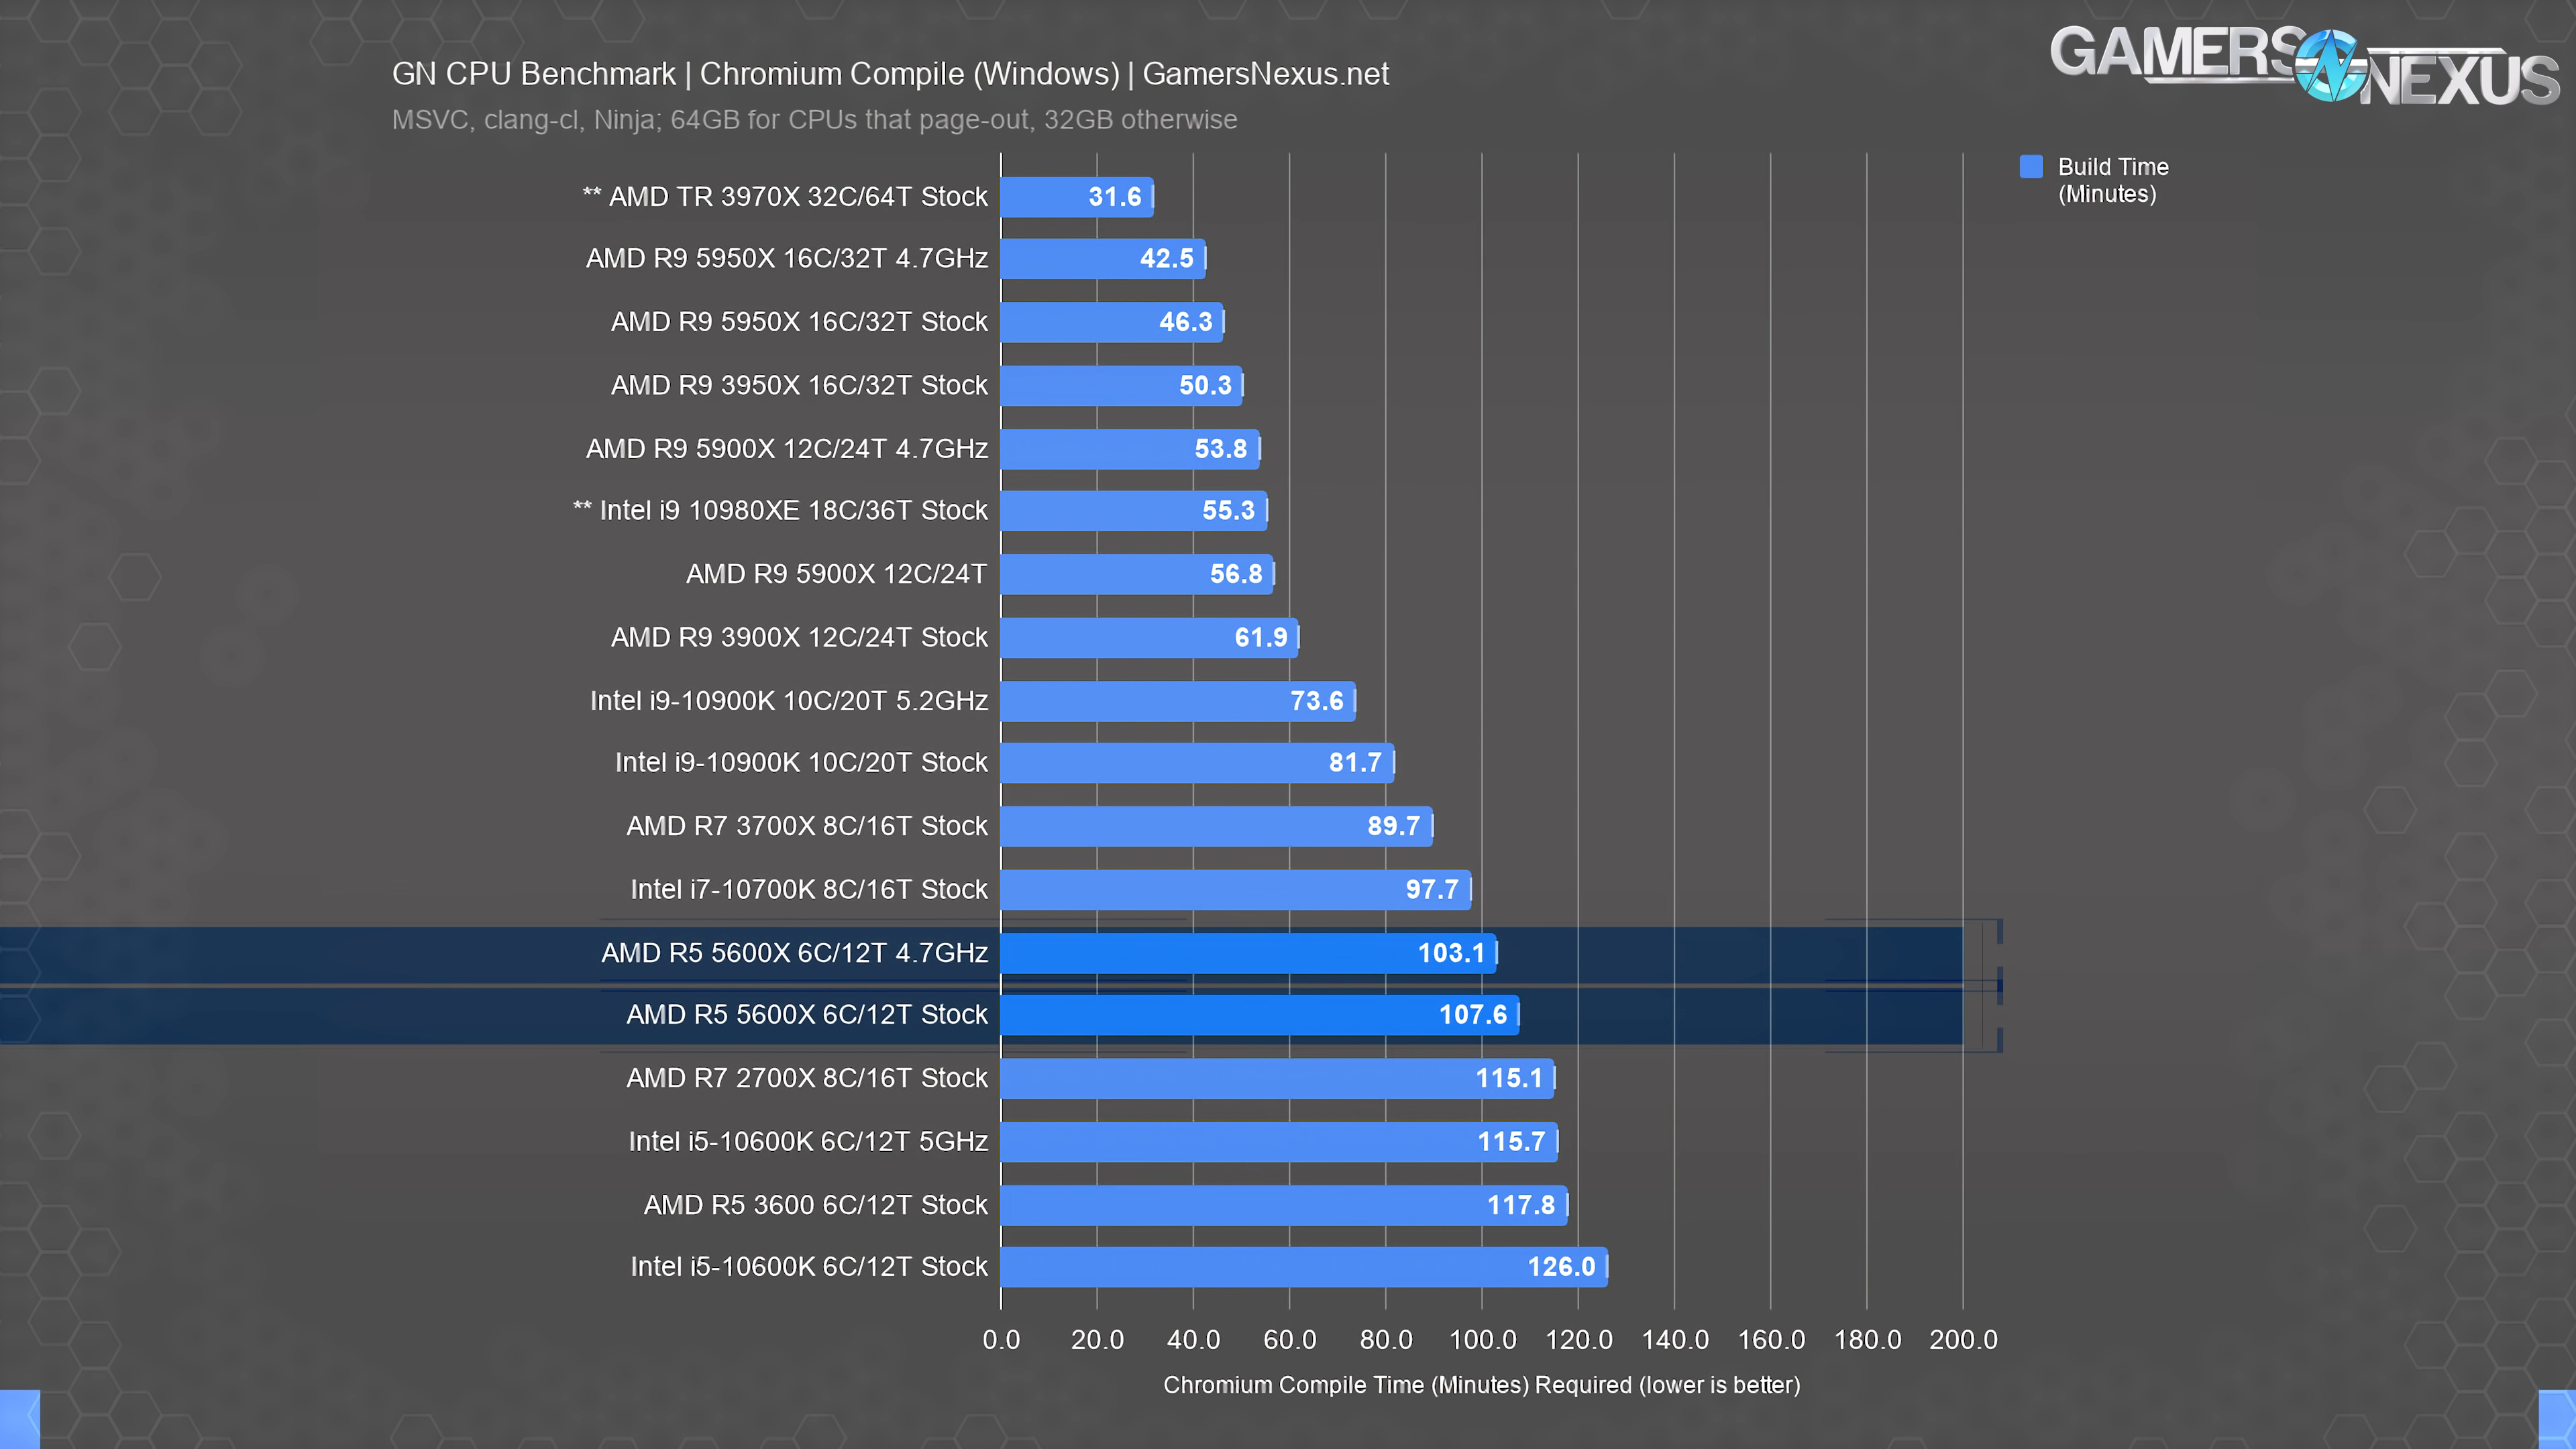 GAMERS NEXUS
GN CPU Benchmark | Chromium Compile (Windows) | GamersNexus.net
MSVC, clang-cl, Ninja; 64GB for CPUs that page-out, 32GB otherwise
Build Time
(Minutes)
** AMD TR 3970X 32C/64T Stock 31.6
AMD R9 5950X 16C/32T 4.7GHz 42.5
AMD R9 5950X 16C/32T Stock 46.3
AMD R9 3950X 16C/32T Stock 50.3
AMD R9 5900X 12C/24T 4.7GHz 53.8
** Intel i9 10980XE 18C/36T Stock 55.3
AMD R9 5900X 12C/24T 56.8
AMD R9 3900X 12C/24T Stock 61.9
Intel i9-10900K 10C/20T 5.2GHz 73.6
Intel i9-10900K 10C/20T Stock 81.7
AMD R7 3700X 8C/16T Stock 89.7
Intel i7-10700K 8C/16T Stock 97.7
AMD R5 5600X 6C/12T 4.7GHz 103.1
AMD R5 5600X 6C/12T Stock 107.6
AMD R7 2700X 8C/16T Stock 115.1
Intel i5-10600K 6C/12T 5GHz 115.7
AMD R5 3600 6C/12T Stock 117.8
Intel i5-10600K 6C/12T Stock 126.0
0.0 20.0 40.0 60.0 80.0 100.0 120.0 140.0 160.0 180.0 200.0
Chromium Compile Time (Minutes) Required (lower is better)